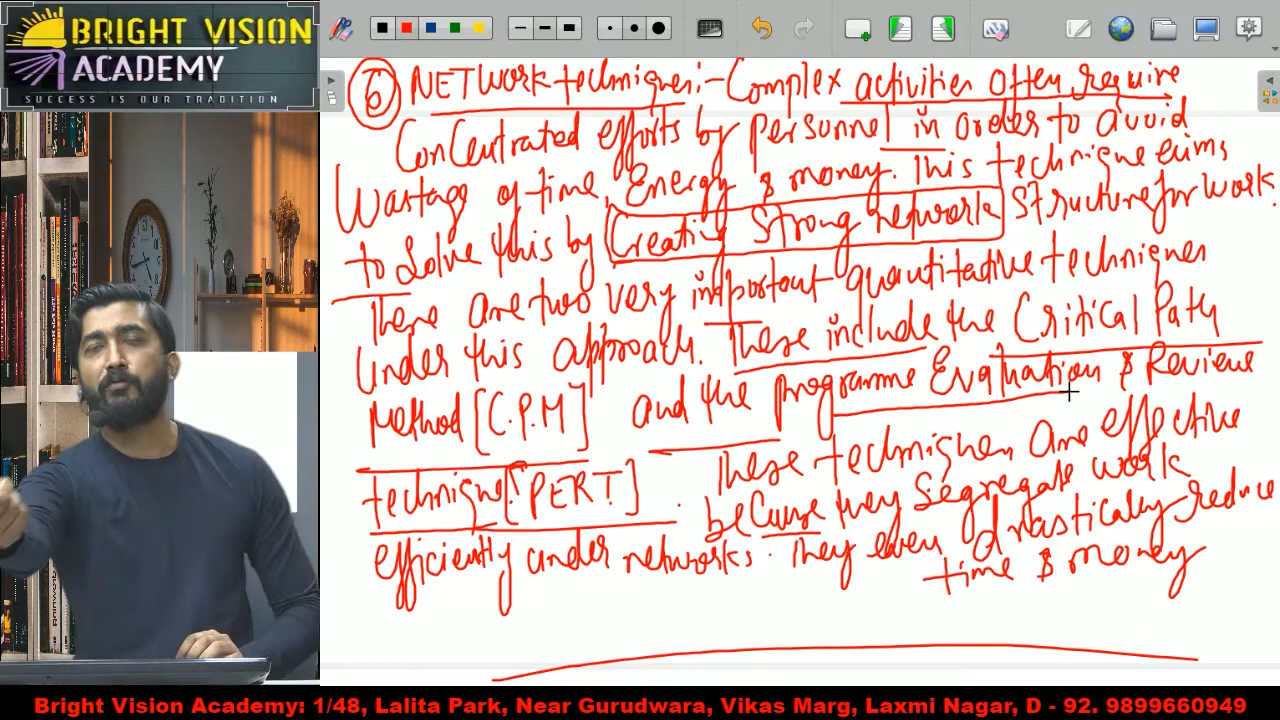 BRIGHT VISION
ACADEMY
SUCCESS IS OUR TRADITION
⑥ NETWork techniques:- Complex activities often require
Concentrated efforts by personnel in order to avoid
Wastage of time, Energy & money. This technique aims
to Solve this by Creating Strong network Structure for work.
There are two very important quantitative techniques
Under this approach. These include the Critical Path
Method [C.P.M] and the programme Evaluation & Review
technique [PERT]. These techniques are effective
because they Segregate work
efficiently under networks. They even drastically reduce
time & money
Bright Vision Academy: 1/48, Lalita Park, Near Gurudwara, Vikas Marg, Laxmi Nagar, D - 92. 9899660949